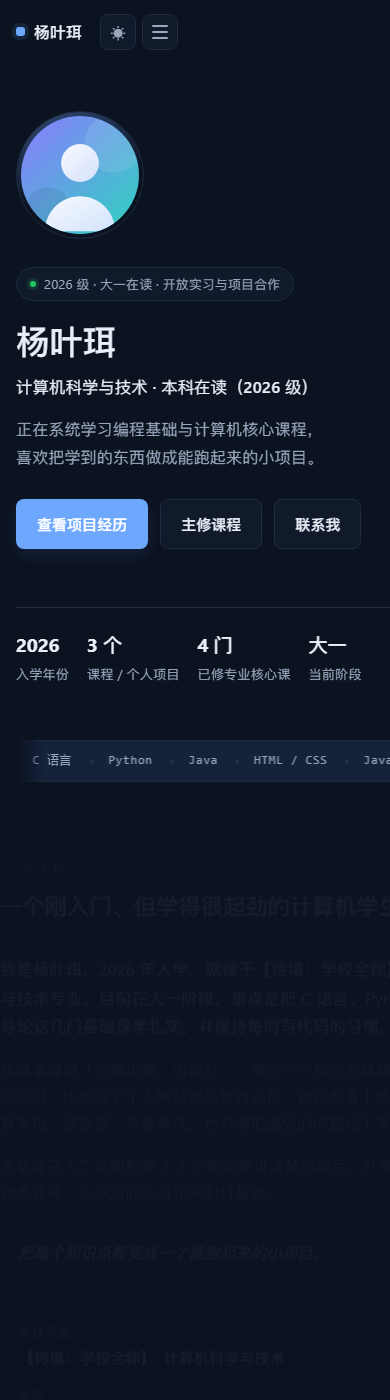 杨叶珥
2026 级 · 大一在读 · 开放实习与项目合作
杨叶珥
计算机科学与技术 · 本科在读（2026 级）
正在系统学习编程基础与计算机核心课程，
喜欢把学到的东西做成能跑起来的小项目。
查看项目经历 主修课程 联系我
2026 3 个 4 门 大一
入学年份 课程 / 个人项目 已修专业核心课 当前阶段
C 语言 · Python · Java · HTML / CSS · Java
一个刚入门、但学得很起劲的计算机学生
我是杨叶珥，2026 年入学，就读于【待填：学校全称】
与技术专业。目前在大一阶段，重点是把 C 语言、Pyt
导论这几门基础课学扎实，并保持每周写代码的习惯。
把每个知识点都变成一个能跑起来的小项目。
【待填：学校全称】· 计算机科学与技术